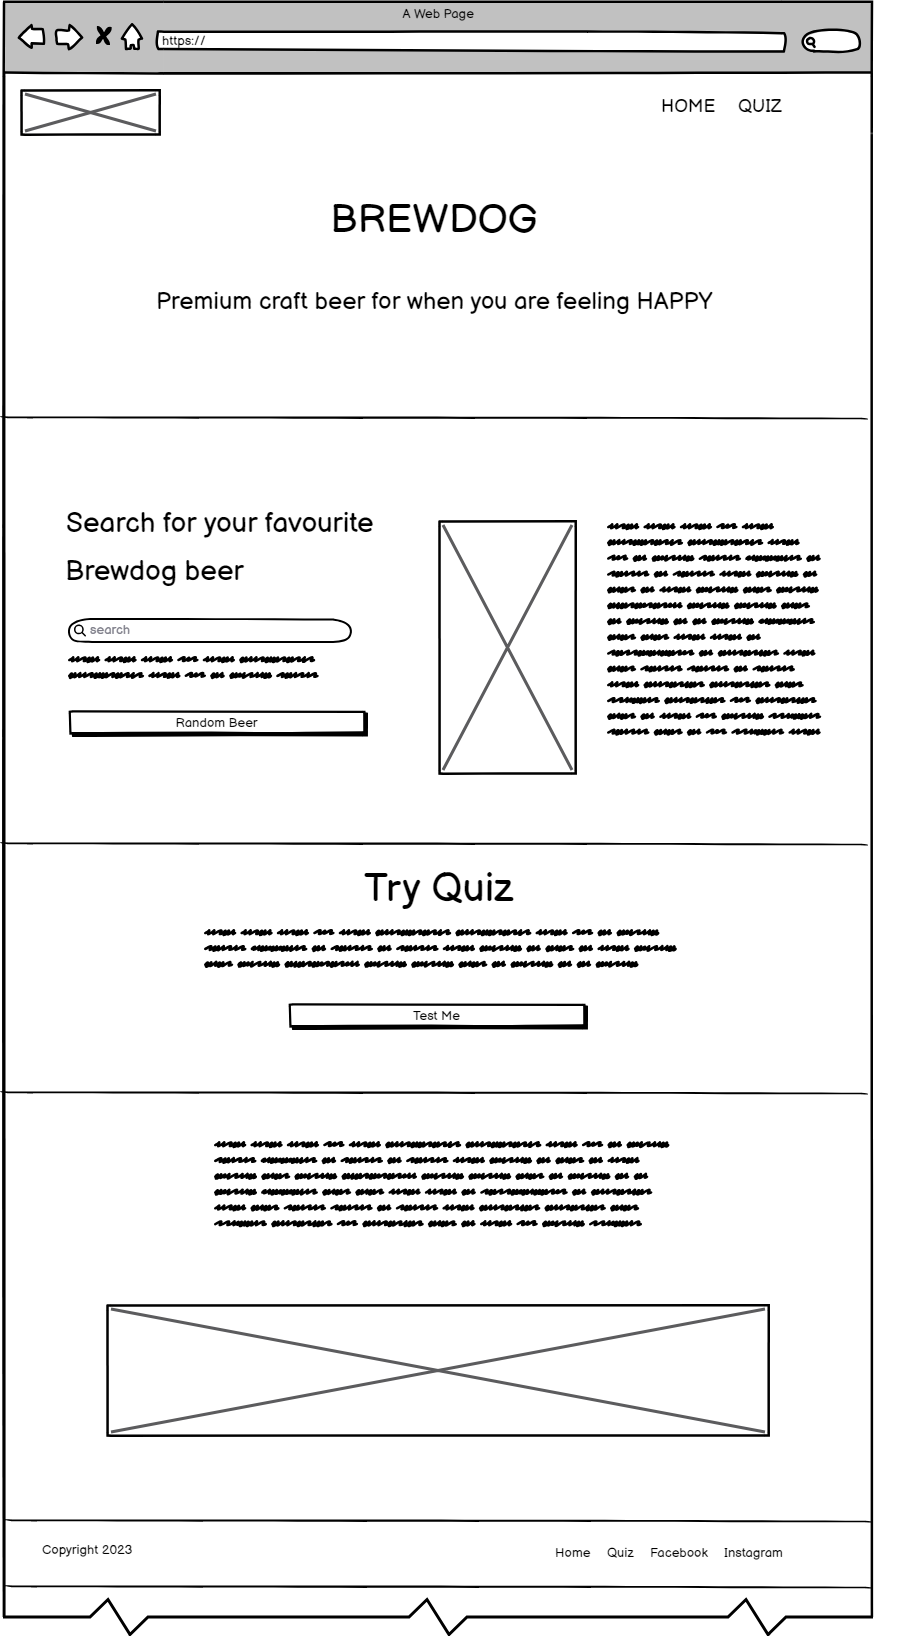 A Web Page
https://
HOME QUIZ
BREWDOG
Premium craft beer for when you are feeling HAPPY
Search for your favourite
Brewdog beer
search
Random Beer
Try Quiz
Test Me
Copyright 2023
Home Quiz Facebook Instagram